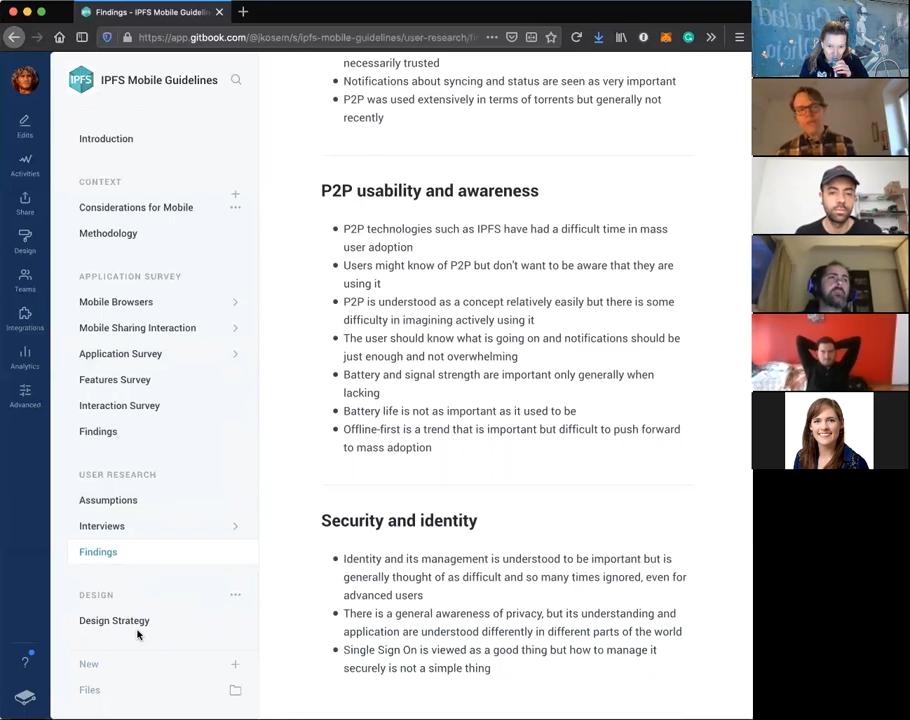 Findings - IPFS Mobile Guidelin
https://app.gitbook.com/@jkosem/s/ipfs-mobile-guidelines/user-research/fi
IPFS
IPFS Mobile Guidelines
Edits
Activities
Share
Design
Teams
Integrations
Analytics
Advanced
?
Introduction
CONTEXT
Considerations for Mobile
Methodology
APPLICATION SURVEY
Mobile Browsers
Mobile Sharing Interaction
Application Survey
Features Survey
Interaction Survey
Findings
USER RESEARCH
Assumptions
Interviews
Findings
DESIGN
Design Strategy
New
Files
necessarily trusted
Notifications about syncing and status are seen as very important
P2P was used extensively in terms of torrents but generally not
recently
P2P usability and awareness
P2P technologies such as IPFS have had a difficult time in mass
user adoption
Users might know of P2P but don't want to be aware that they are
using it
P2P is understood as a concept relatively easily but there is some
difficulty in imagining actively using it
The user should know what is going on and notifications should be
just enough and not overwhelming
Battery and signal strength are important only generally when
lacking
Battery life is not as important as it used to be
Offline-first is a trend that is important but difficult to push forward
to mass adoption
Security and identity
Identity and its management is understood to be important but is
generally thought of as difficult and so many times ignored, even for
advanced users
There is a general awareness of privacy, but its understanding and
application are understood differently in different parts of the world
Single Sign On is viewed as a good thing but how to manage it
securely is not a simple thing